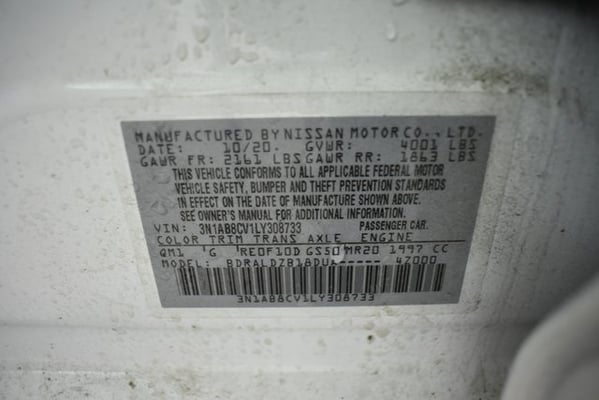 MANUFACTURED BY NISSAN MOTOR CO., LTD.
DATE: 10/20. GVWR: 4001 LBS
GAWR FR: 2161 LBS GAWR RR: 1863 LBS
THIS VEHICLE CONFORMS TO ALL APPLICABLE FEDERAL MOTOR
VEHICLE SAFETY, BUMPER AND THEFT PREVENTION STANDARDS
IN EFFECT ON THE DATE OF MANUFACTURE SHOWN ABOVE.
SEE OWNER'S MANUAL FOR ADDITIONAL INFORMATION.
VIN: 3N1AB8CV1LY308733 PASSENGER CAR.
COLOR TRIM TRANS AXLE ENGINE
QM1 'G RE0F10D GS50 MR20 1997 CC
MODEL: BDRALDZB18DUA----- 4Z000
3N1AB8CV1LY308733